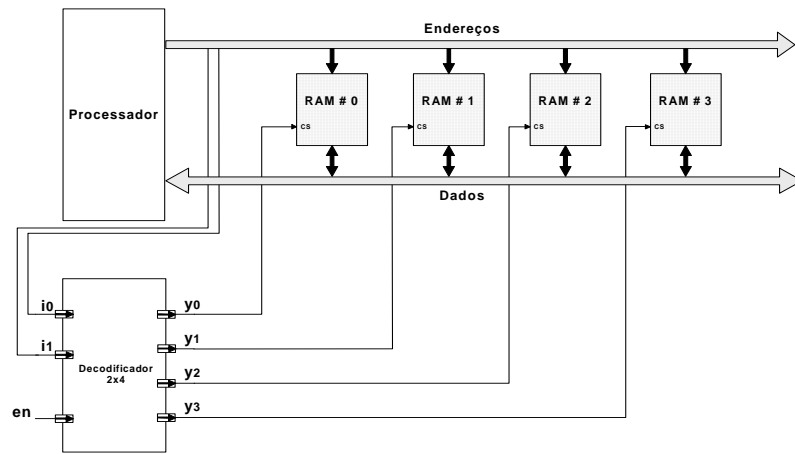 Endereços
Processador
RAM # 0
RAM # 1
RAM # 2
RAM # 3
CS
CS
CS
CS
Dados
i0
i1
en
Decodificador
2x4
y0
y1
y2
y3